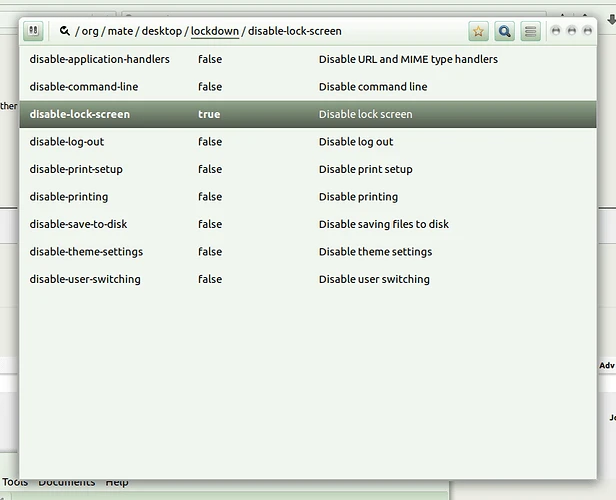 / org / mate / desktop / lockdown / disable-lock-screen
disable-application-handlers false Disable URL and MIME type handlers
disable-command-line false Disable command line
ther
disable-lock-screen true Disable lock screen
disable-log-out false Disable log out
disable-print-setup false Disable print setup
disable-printing false Disable printing
disable-save-to-disk false Disable saving files to disk
disable-theme-settings false Disable theme settings
disable-user-switching false Disable user switching
Adv
Tools Documents Help